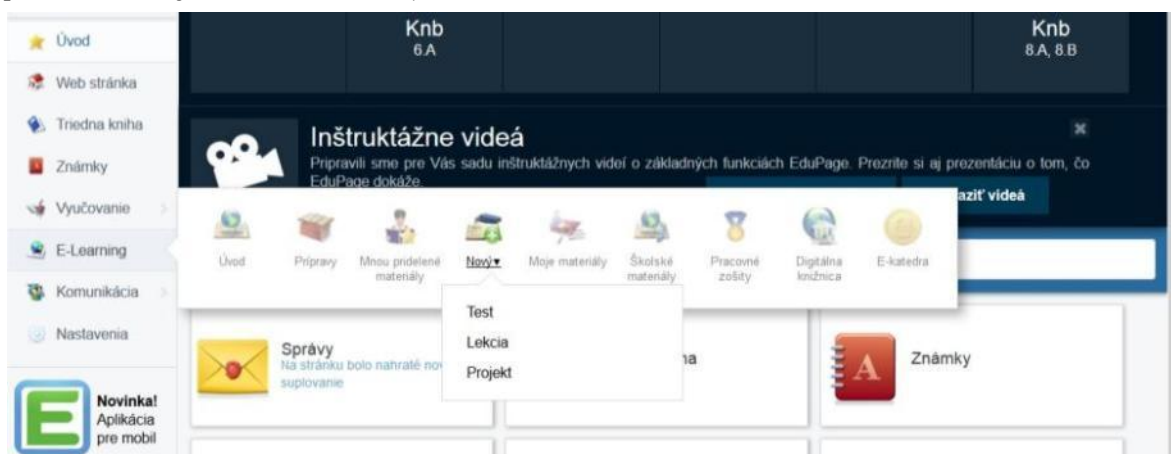 Knb
6.A
Knb
8.A, 8.B
Úvod
Web stránka
Triedna kniha
Známky
Vyučovanie
E-Learning
Komunikácia
Nastavenia
Inštruktážne videá
Pripravili sme pre Vás sadu inštruktážnych videí o základných funkciách EduPage. Prezrite si aj prezentáciu o tom, čo
EduPage dokáže.
videá
Úvod
Prípravy
Mnou pridelené
materiály
Nový▾
Moje materiály
Školské
materiály
Pracovné
zošity
Digitálna
knižnica
E-katedra
Test
Lekcia
Projekt
Správy
Na stránku bolo nahraté
suplovanie
Známky
A
Novinka!
Aplikácia
pre mobil
E